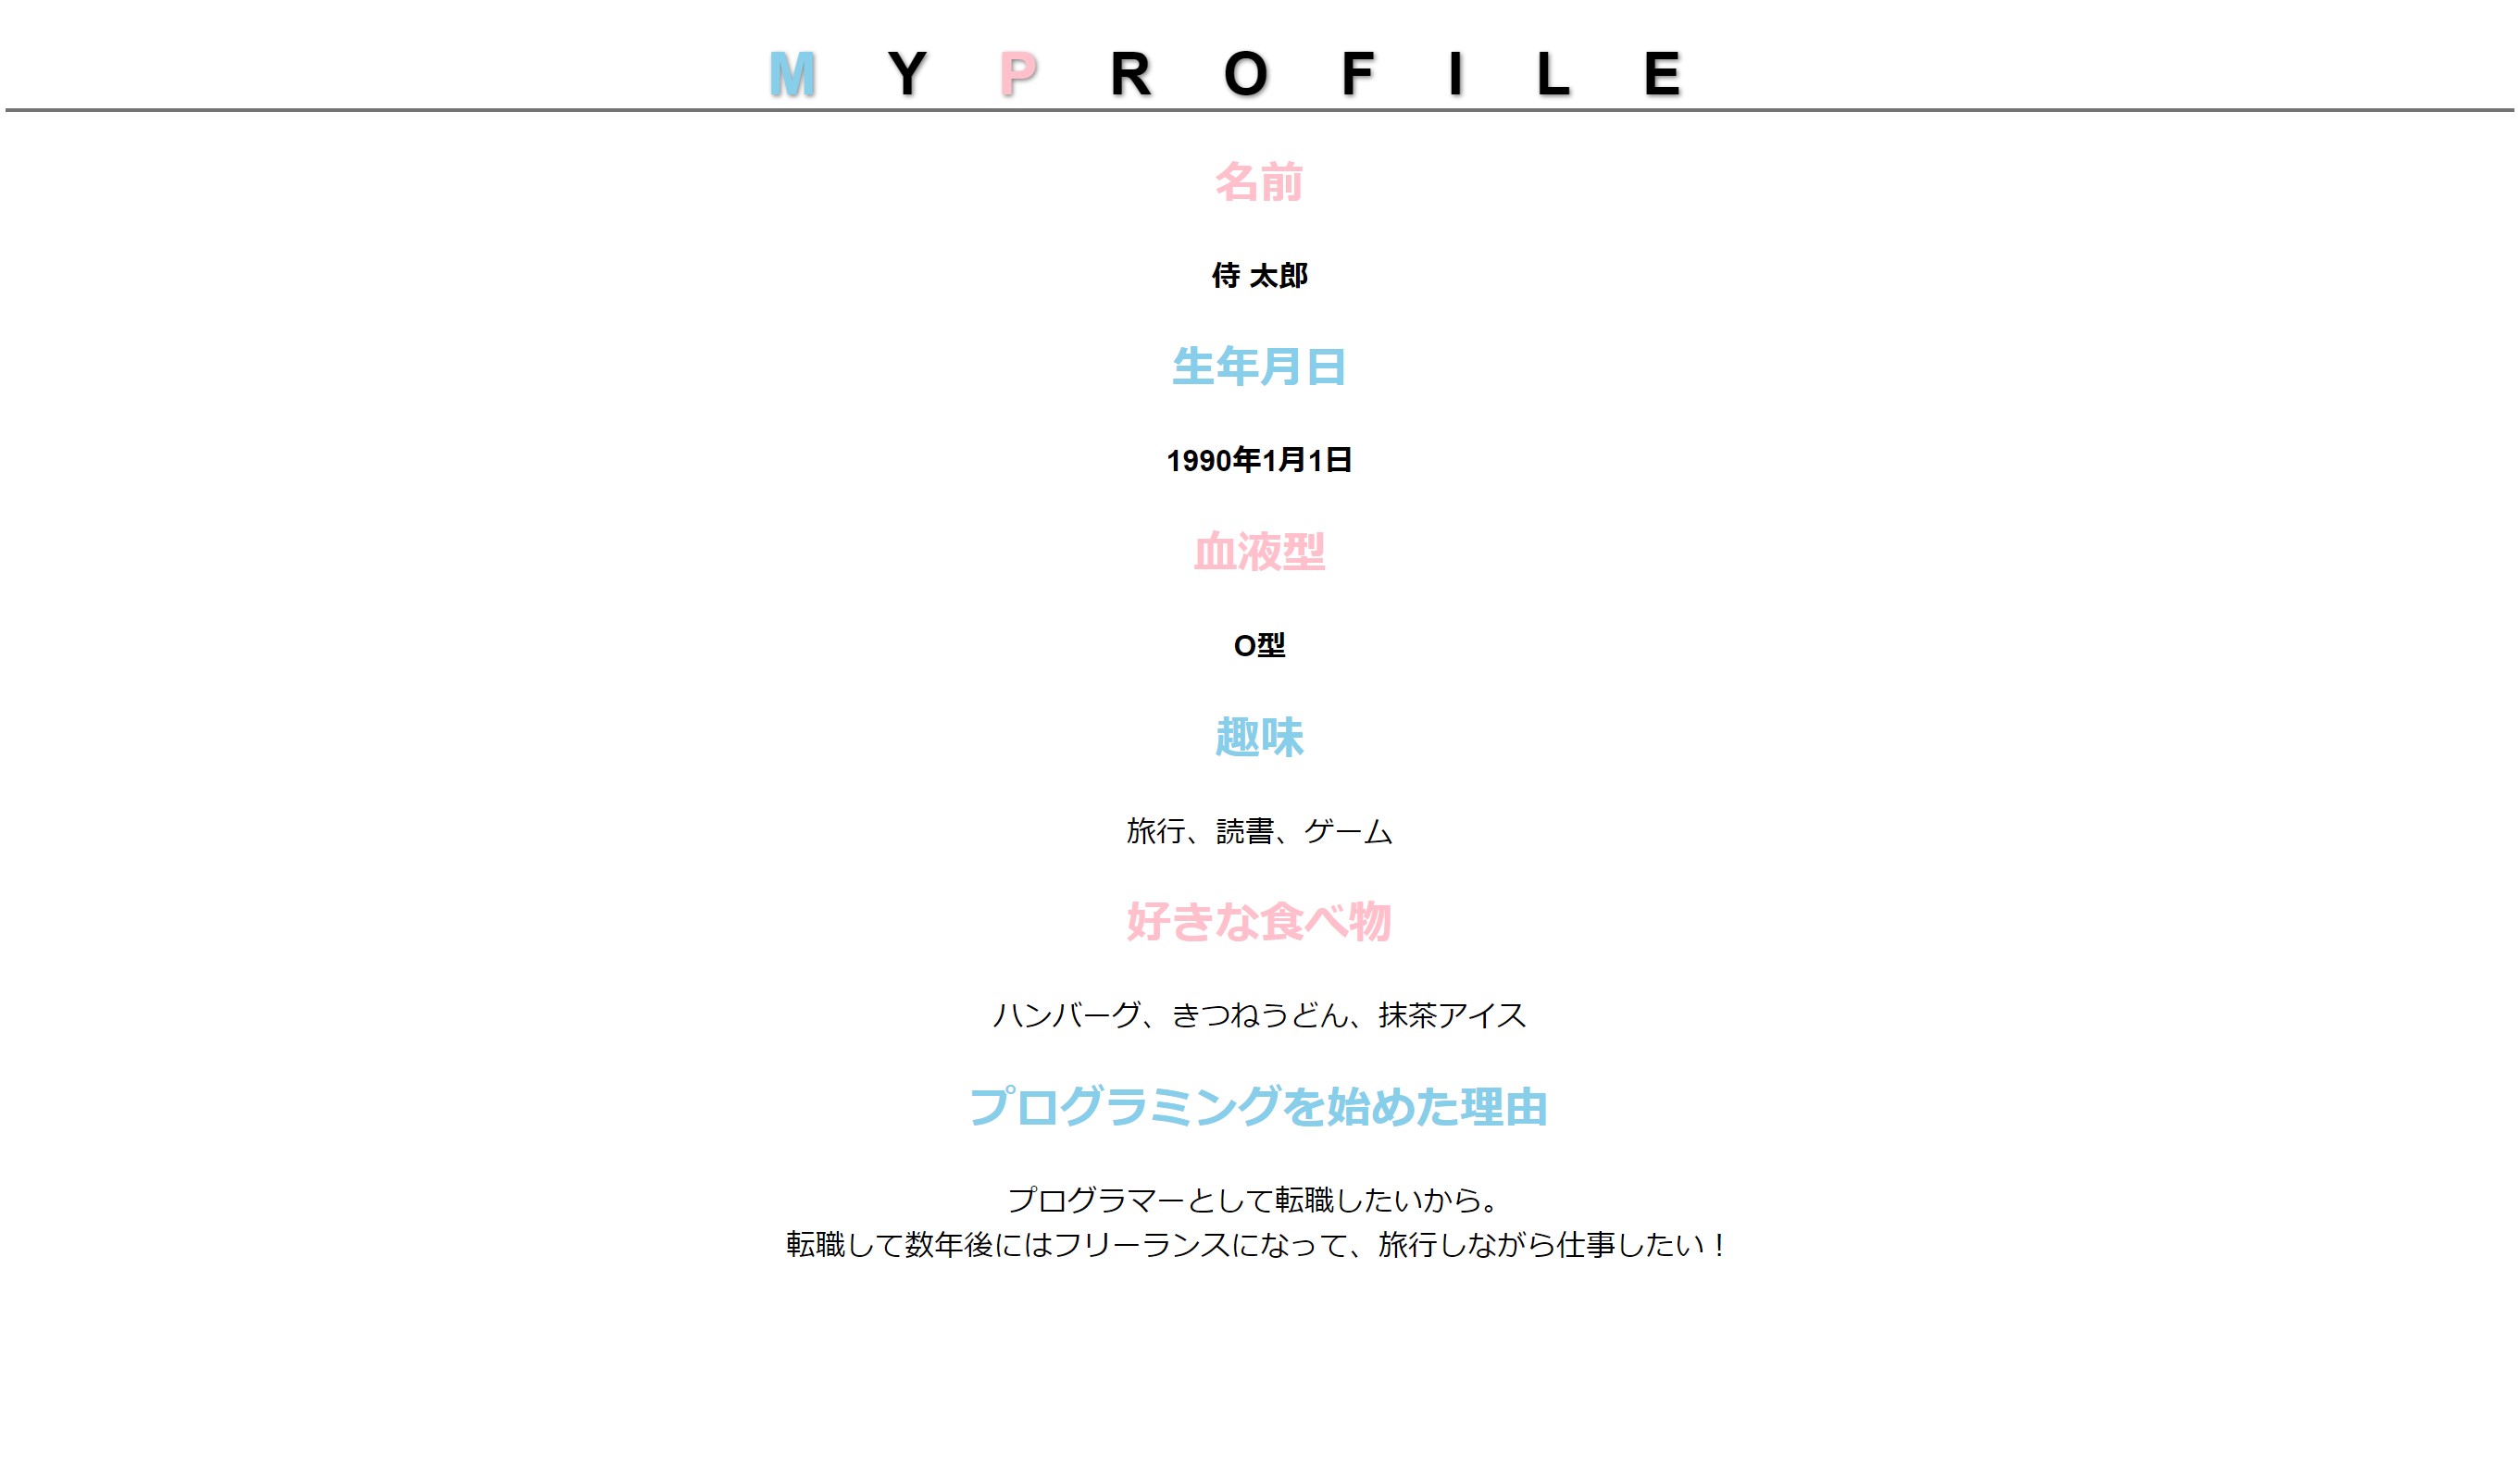 M Y P R O F I L E
名前
侍 太郎
生年月日
1990年1月1日
血液型
O型
趣味
旅行、読書、ゲーム
好きな食べ物
ハンバーグ、きつねうどん、抹茶アイス
プログラミングを始めた理由
プログラマーとして転職したいから。
転職して数年後にはフリーランスになって、旅行しながら仕事したい！